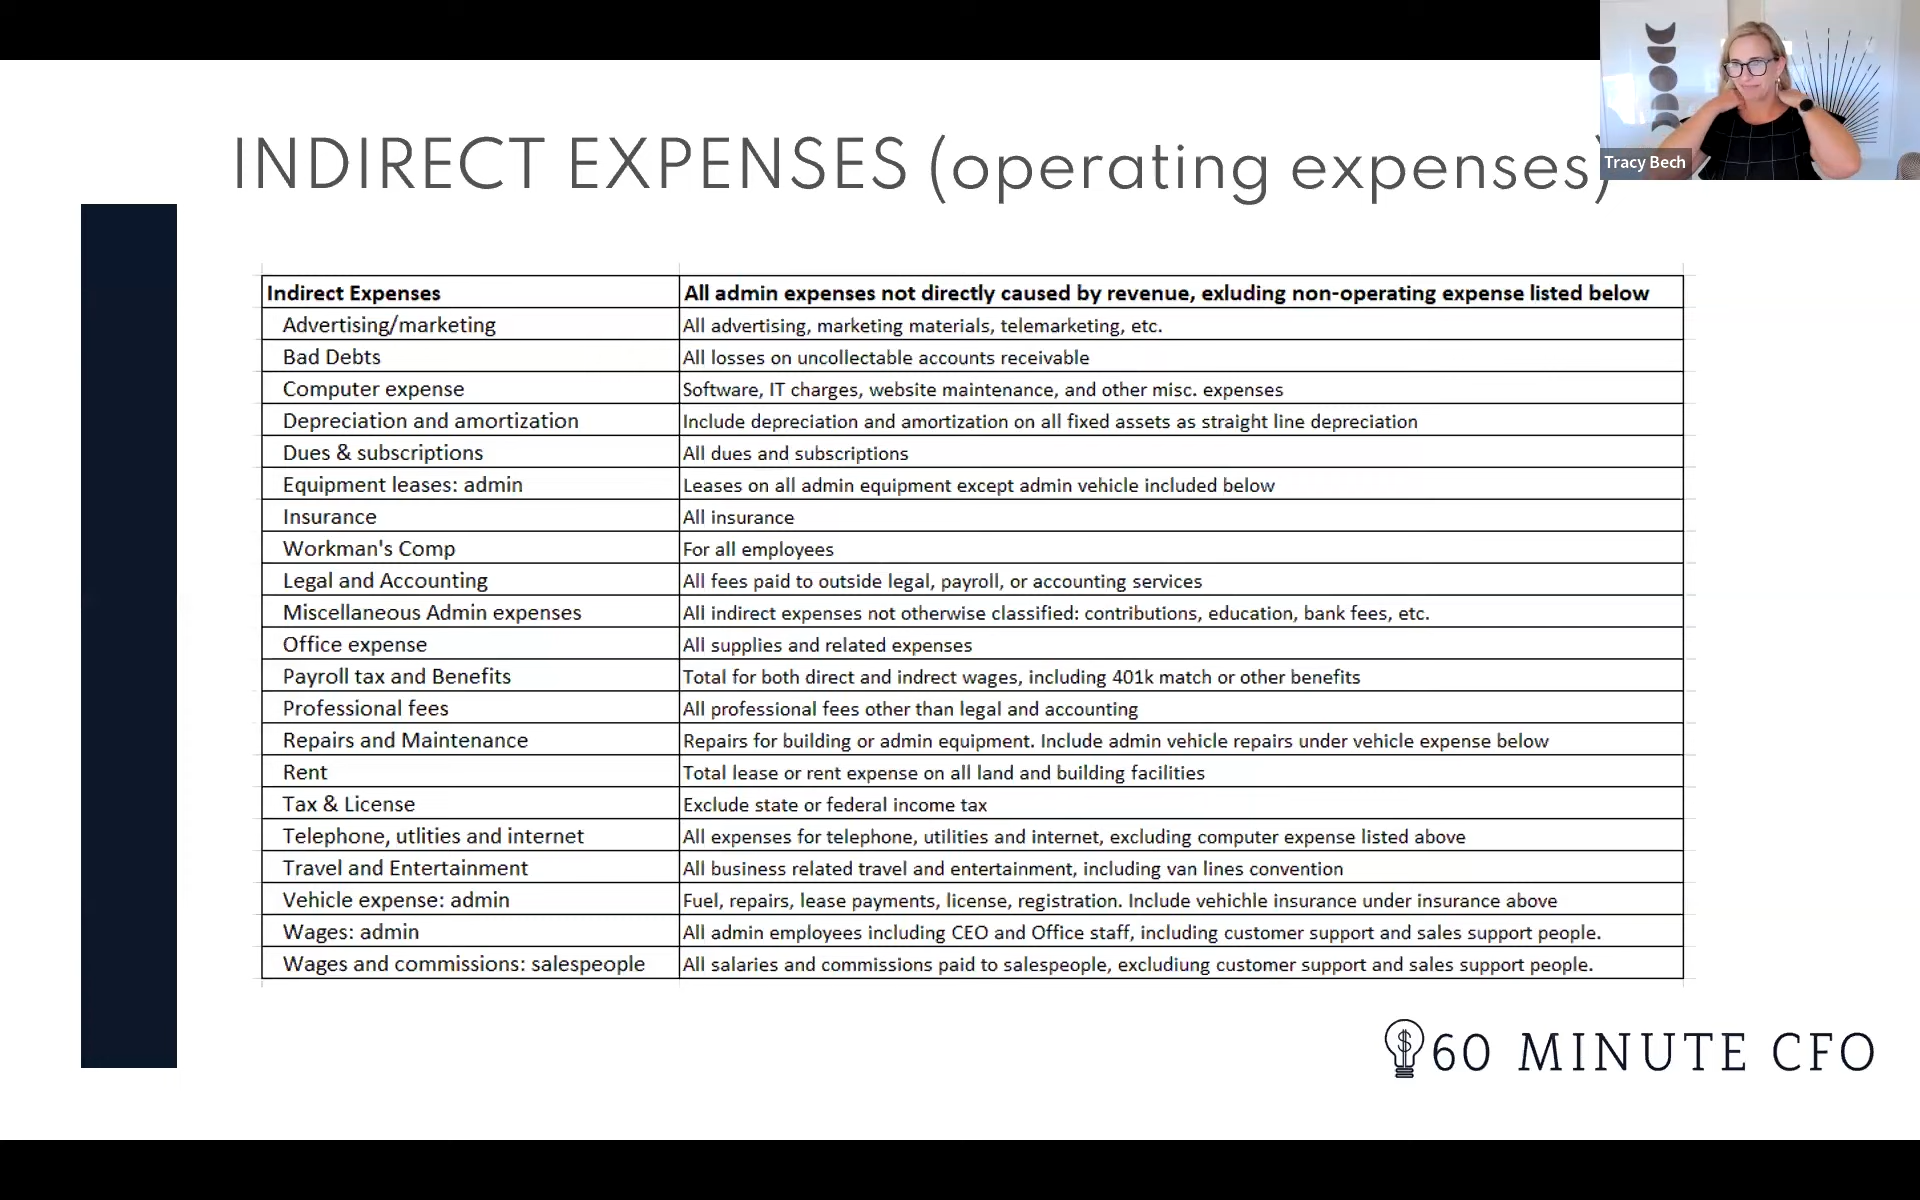 INDIRECT EXPENSES (operating expenses)
Tracy Bech
Indirect Expenses All admin expenses not directly caused by revenue, exluding non-operating expense listed below
Advertising/marketing All advertising, marketing materials, telemarketing, etc.
Bad Debts All losses on uncollectable accounts receivable
Computer expense Software, IT charges, website maintenance, and other misc. expenses
Depreciation and amortization Include depreciation and amortization on all fixed assets as straight line depreciation
Dues & subscriptions All dues and subscriptions
Equipment leases: admin Leases on all admin equipment except admin vehicle included below
Insurance All insurance
Workman's Comp For all employees
Legal and Accounting All fees paid to outside legal, payroll, or accounting services
Miscellaneous Admin expenses All indirect expenses not otherwise classified: contributions, education, bank fees, etc.
Office expense All supplies and related expenses
Payroll tax and Benefits Total for both direct and indrect wages, including 401k match or other benefits
Professional fees All professional fees other than legal and accounting
Repairs and Maintenance Repairs for building or admin equipment. Include admin vehicle repairs under vehicle expense below
Rent Total lease or rent expense on all land and building facilities
Tax & License Exclude state or federal income tax
Telephone, utlities and internet All expenses for telephone, utilities and internet, excluding computer expense listed above
Travel and Entertainment All business related travel and entertainment, including van lines convention
Vehicle expense: admin Fuel, repairs, lease payments, license, registration. Include vehichle insurance under insurance above
Wages: admin All admin employees including CEO and Office staff, including customer support and sales support people.
Wages and commissions: salespeople All salaries and commissions paid to salespeople, excludiung customer support and sales support people.
60 MINUTE CFO